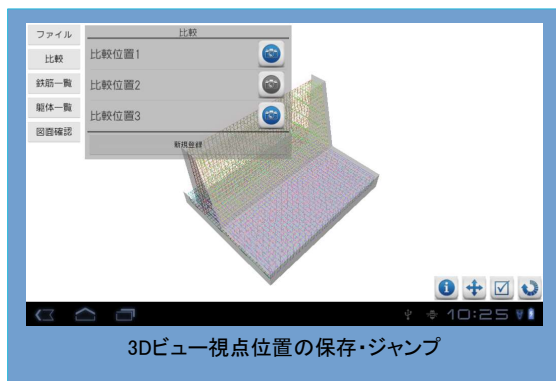 ファイル
比較
鉄筋一覧
躯体一覧
図面確認
比較
比較位置1
比較位置2
比較位置3
新規登録
10:25
3Dビュー視点位置の保存・ジャンプ